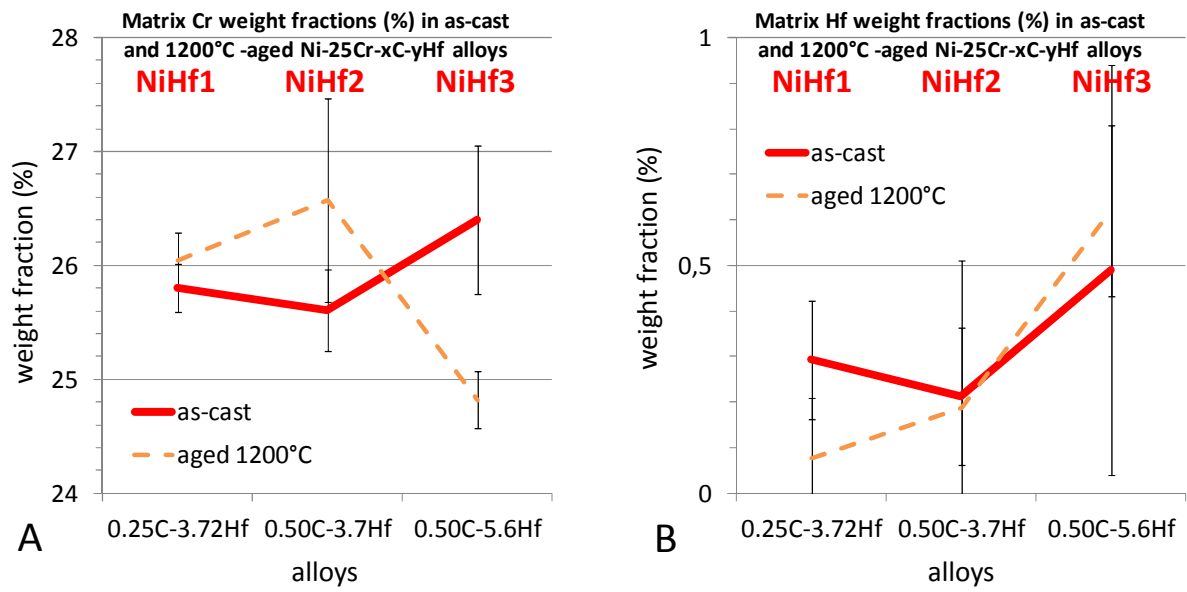 Matrix Cr weight fractions (%) in as-cast
and 1200°C -aged Ni-25Cr-xC-yHf alloys
NiHf1 NiHf2 NiHf3
28
27
26
25
24
weight fraction (%)
as-cast
aged 1200°C
0.25C-3.72Hf 0.50C-3.7Hf 0.50C-5.6Hf
alloys
A
Matrix Hf weight fractions (%) in as-cast
and 1200°C -aged Ni-25Cr-xC-yHf alloys
NiHf1 NiHf2 NiHf3
1
0,5
0
weight fraction (%)
as-cast
aged 1200°C
0.25C-3.72Hf 0.50C-3.7Hf 0.50C-5.6Hf
alloys
B